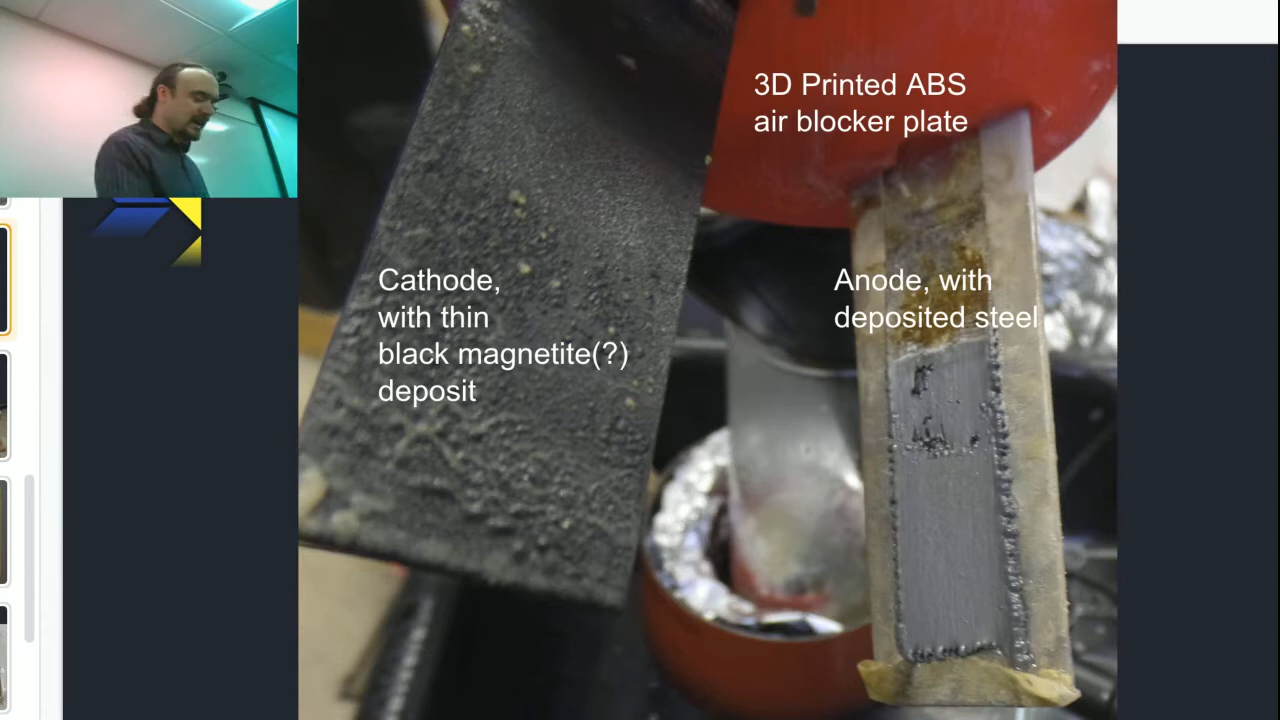 3D Printed ABS
air blocker plate
Cathode,
with thin
black magnetite(?)
deposit
Anode, with
deposited steel